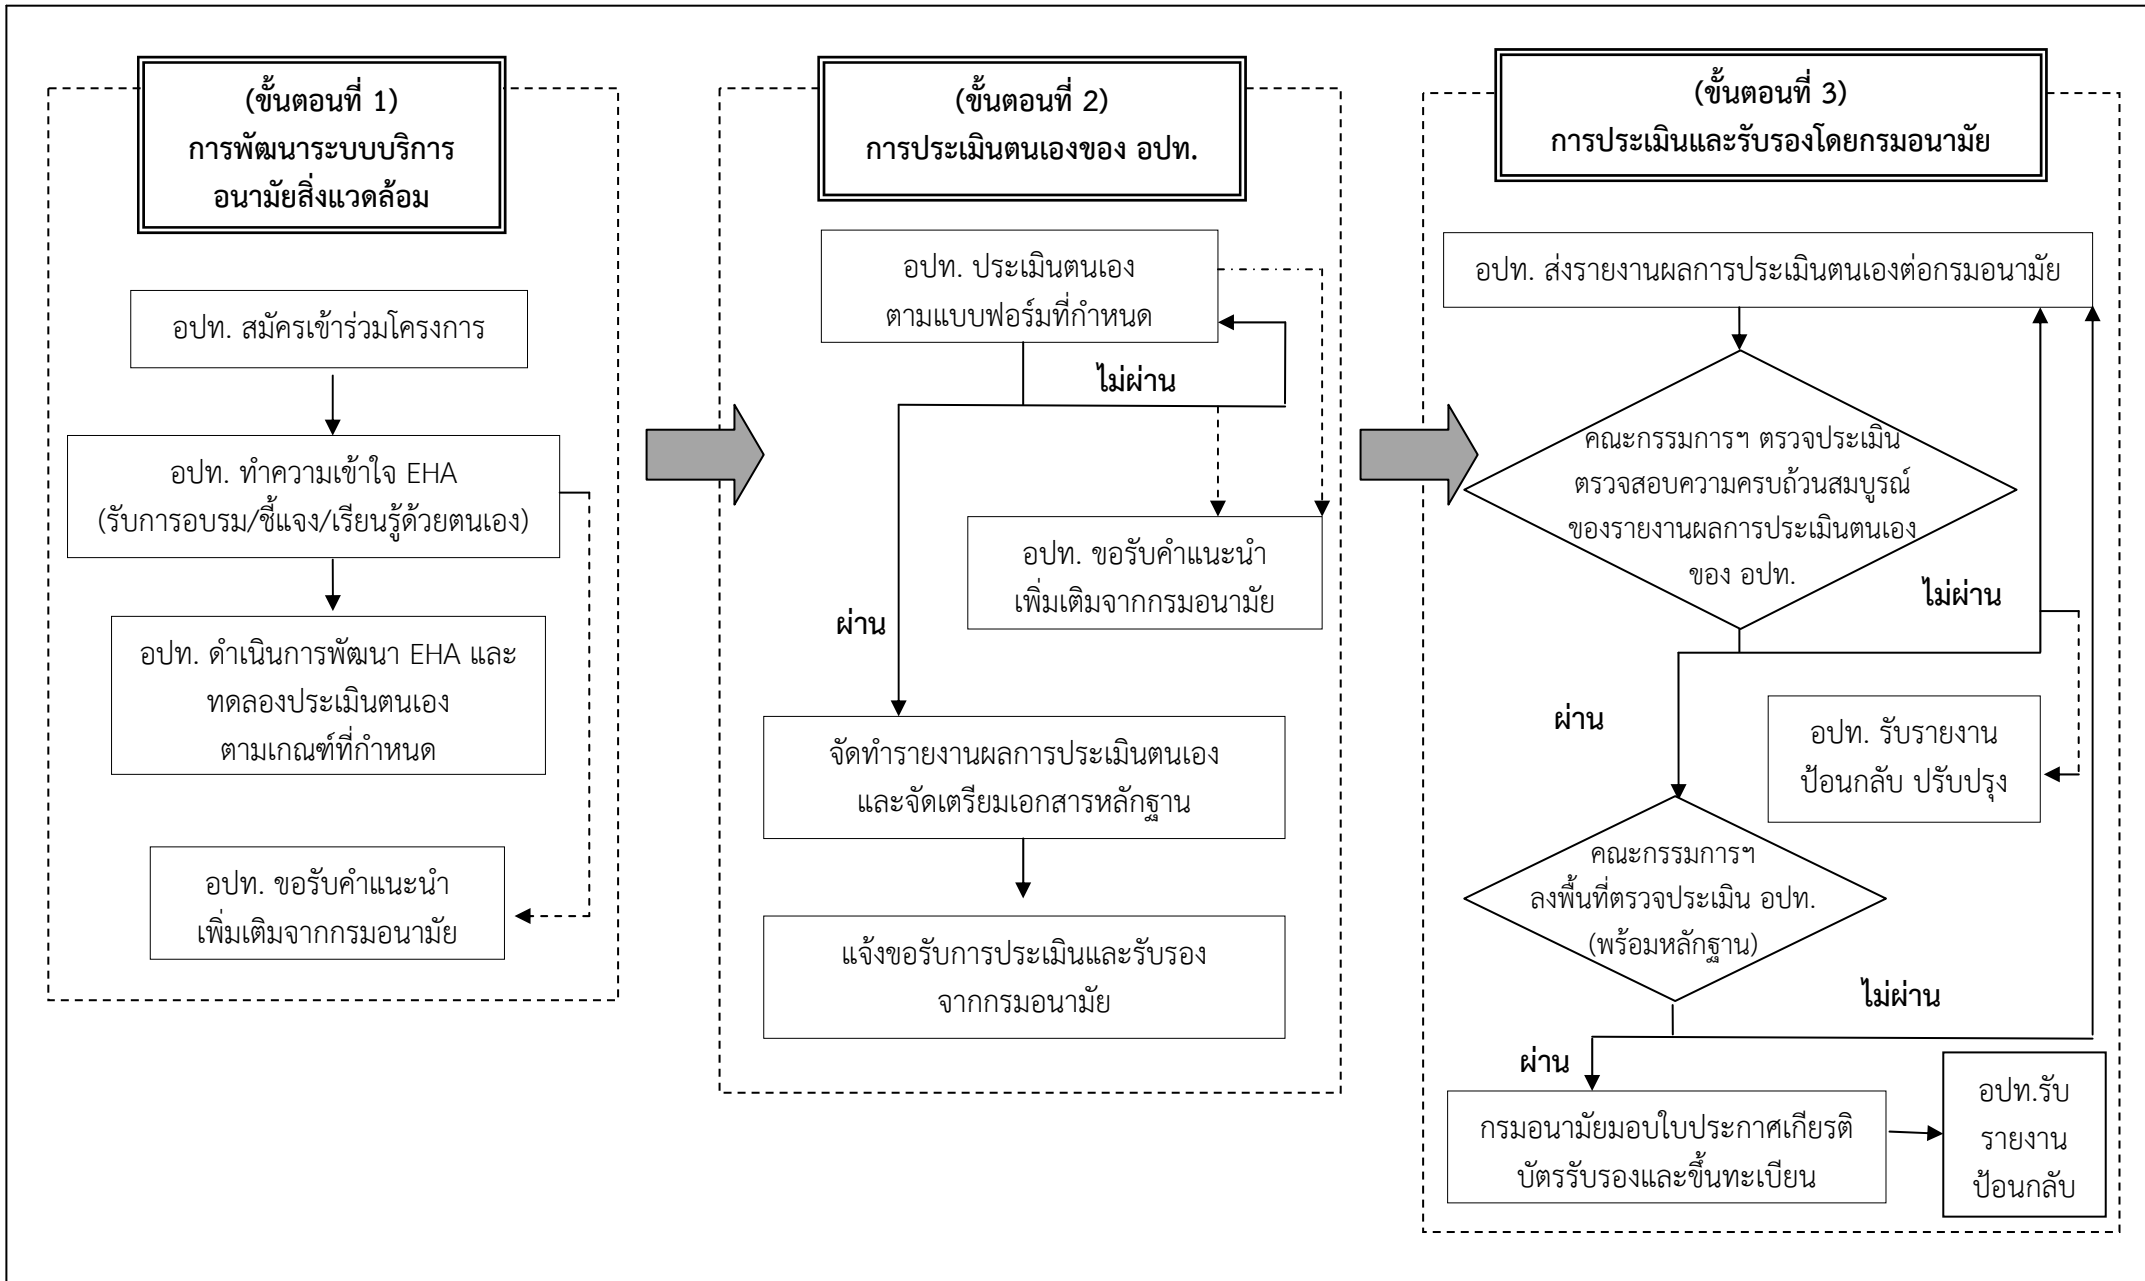 (ขั้นตอนที่ 1)
การพัฒนาระบบบริการ
อนามัยสิ่งแวดล้อม
อปท. สมัครเข้าร่วมโครงการ
อปท. ทำความเข้าใจ EHA
(รับการอบรม/ชี้แจง/เรียนรู้ด้วยตนเอง)
อปท. ดำเนินการพัฒนา EHA และ
ทดลองประเมินตนเอง
ตามเกณฑ์ที่กำหนด
อปท. ขอรับคำแนะนำ
เพิ่มเติมจากกรมอนามัย
(ขั้นตอนที่ 2)
การประเมินตนเองของ อปท.
อปท. ประเมินตนเอง
ตามแบบฟอร์มที่กำหนด
ไม่ผ่าน
อปท. ขอรับคำแนะนำ
เพิ่มเติมจากกรมอนามัย
ผ่าน
จัดทำรายงานผลการประเมินตนเอง
และจัดเตรียมเอกสารหลักฐาน
แจ้งขอรับการประเมินและรับรอง
จากกรมอนามัย
(ขั้นตอนที่ 3)
การประเมินและรับรองโดยกรมอนามัย
อปท. ส่งรายงานผลการประเมินตนเองต่อกรมอนามัย
คณะกรรมการฯ ตรวจประเมิน
ตรวจสอบความครบถ้วนสมบูรณ์
ของรายงานผลการประเมินตนเอง
ของ อปท.
ไม่ผ่าน
ผ่าน
อปท. รับรายงาน
ป้อนกลับ ปรับปรุง
คณะกรรมการฯ
ลงพื้นที่ตรวจประเมิน อปท.
(พร้อมหลักฐาน)
ไม่ผ่าน
ผ่าน
กรมอนามัยมอบใบประกาศเกียรติ
บัตรรับรองและขึ้นทะเบียน
อปท.รับ
รายงาน
ป้อนกลับ